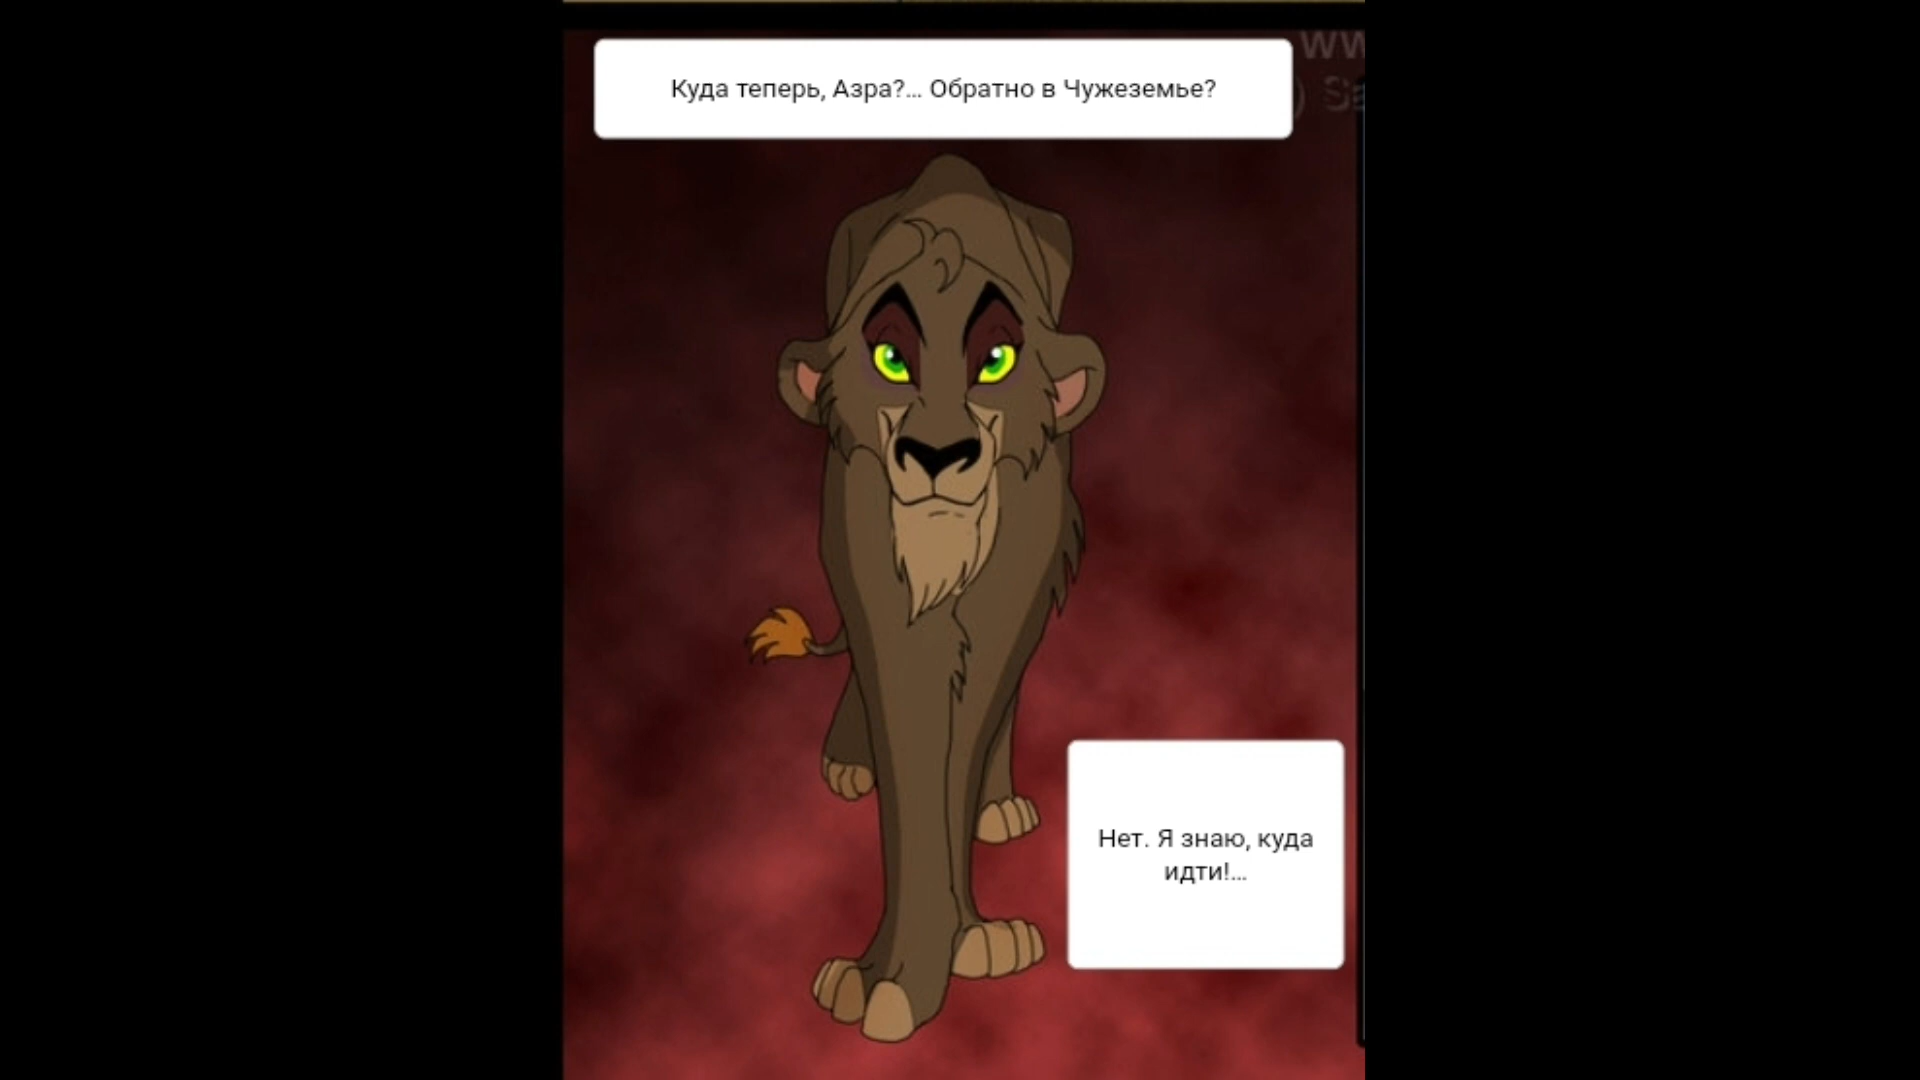 Куда теперь, Азра?... Обратно в Чужеземье?
Нет. Я знаю, куда
идти!...